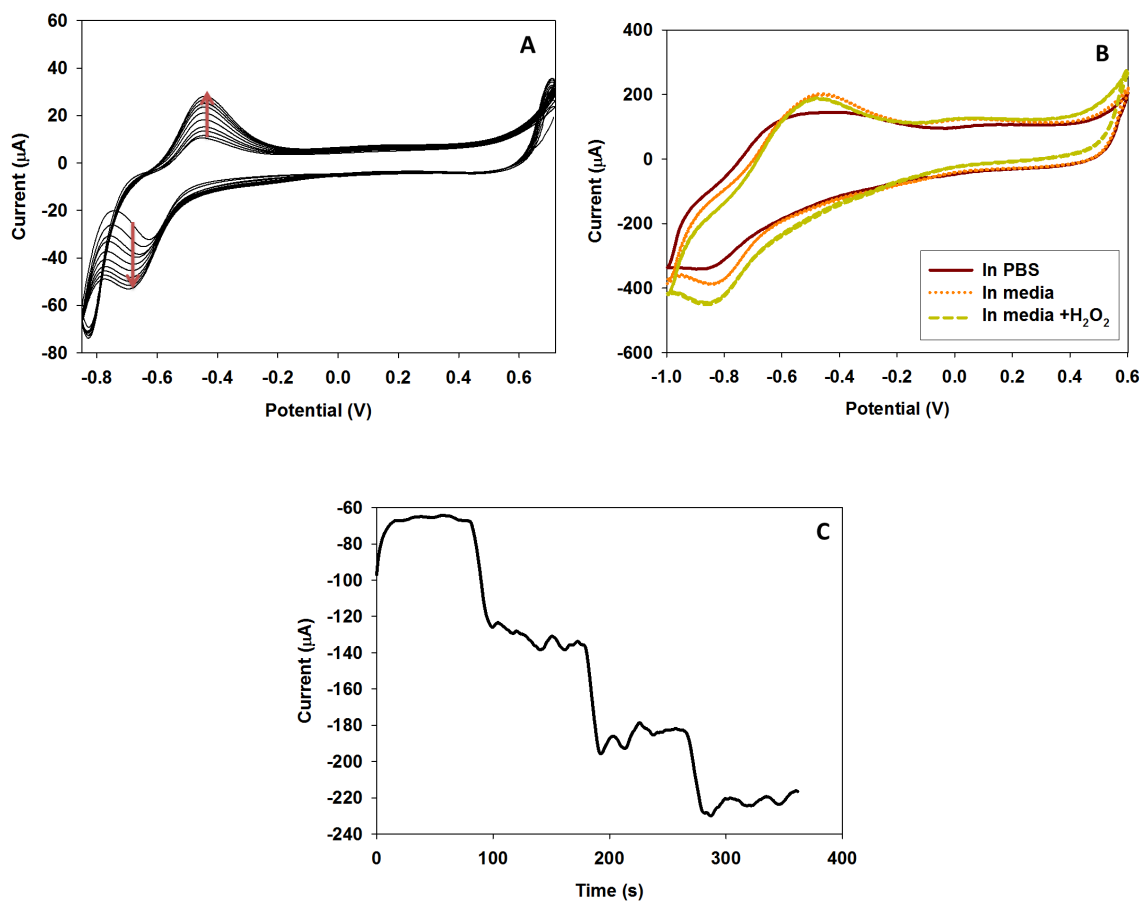 A
60
40
20
0
-20
-40
-60
-80
Current (μA)
-0.8 -0.6 -0.4 -0.2 0.0 0.2 0.4 0.6
Potential (V)
B
400
200
0
-200
-400
-600
Current (μA)
In PBS
In media
In media +H₂O₂
-1.0 -0.8 -0.6 -0.4 -0.2 0.0 0.2 0.4 0.6
Potential (V)
C
-60
-80
-100
-120
-140
-160
-180
-200
-220
-240
Current (μA)
0 100 200 300 400
Time (s)